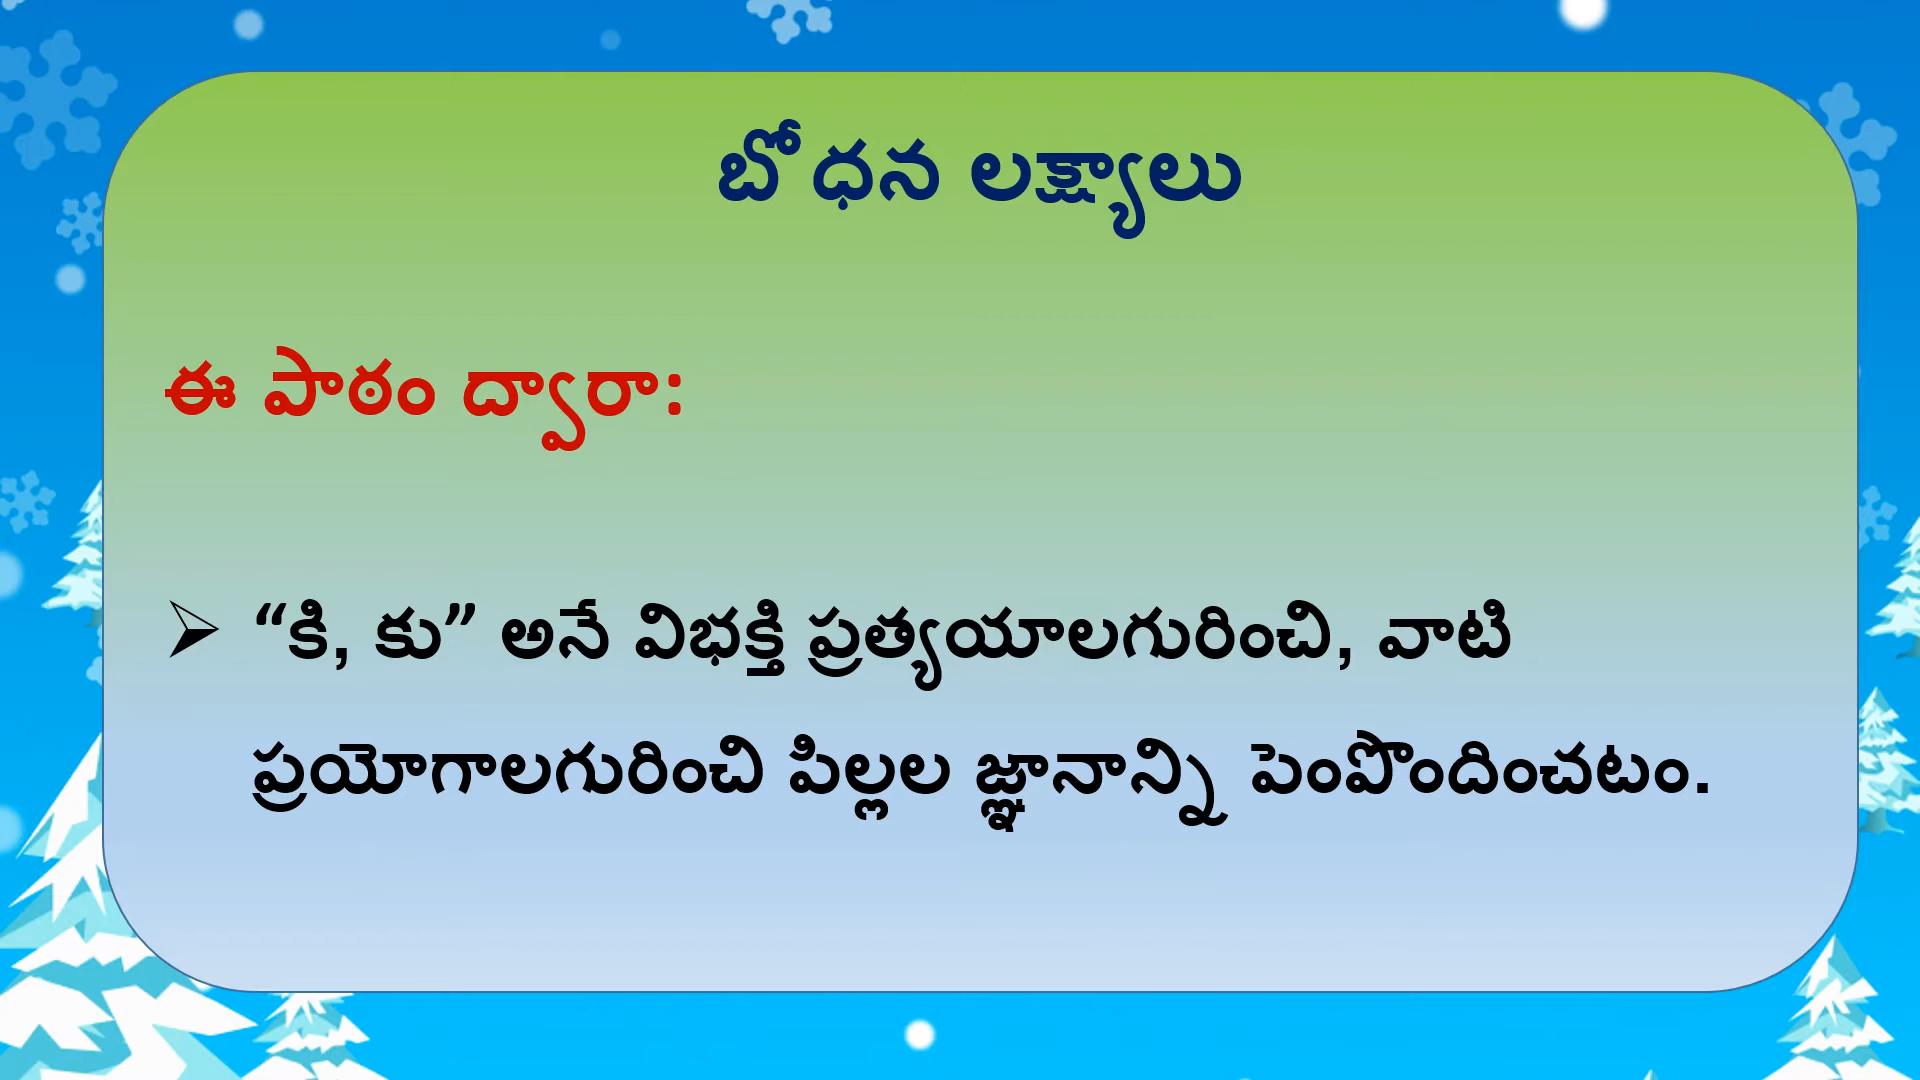 బోధన లక్ష్యాలు
ఈ పాఠం ద్వారా:
➢ “కి, కు” అనే విభక్తి ప్రత్యయాలగురించి, వాటి
ప్రయోగాలగురించి పిల్లల జ్ఞానాన్ని పెంపొందించటం.